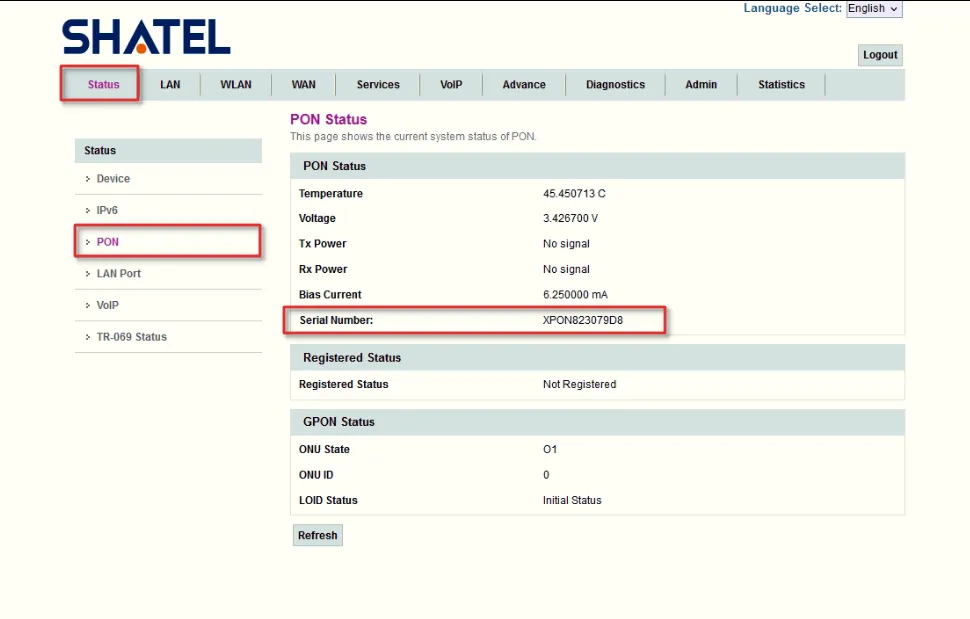 Language Select: English
SHATEL
Logout
Status LAN WLAN WAN Services VoIP Advance Diagnostics Admin Statistics
PON Status
This page shows the current system status of PON.
Status
Device
IPv6
PON
LAN Port
VoIP
TR-069 Status
PON Status
Temperature 45.450713 C
Voltage 3.426700 V
Tx Power No signal
Rx Power No signal
Bias Current 6.250000 mA
Serial Number: XPON823079D8
Registered Status
Registered Status Not Registered
GPON Status
ONU State O1
ONU ID 0
LOID Status Initial Status
Refresh